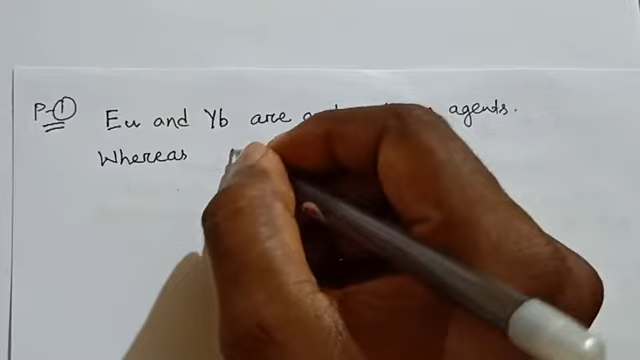 P-① Eu and Yb are agents.
Whereas